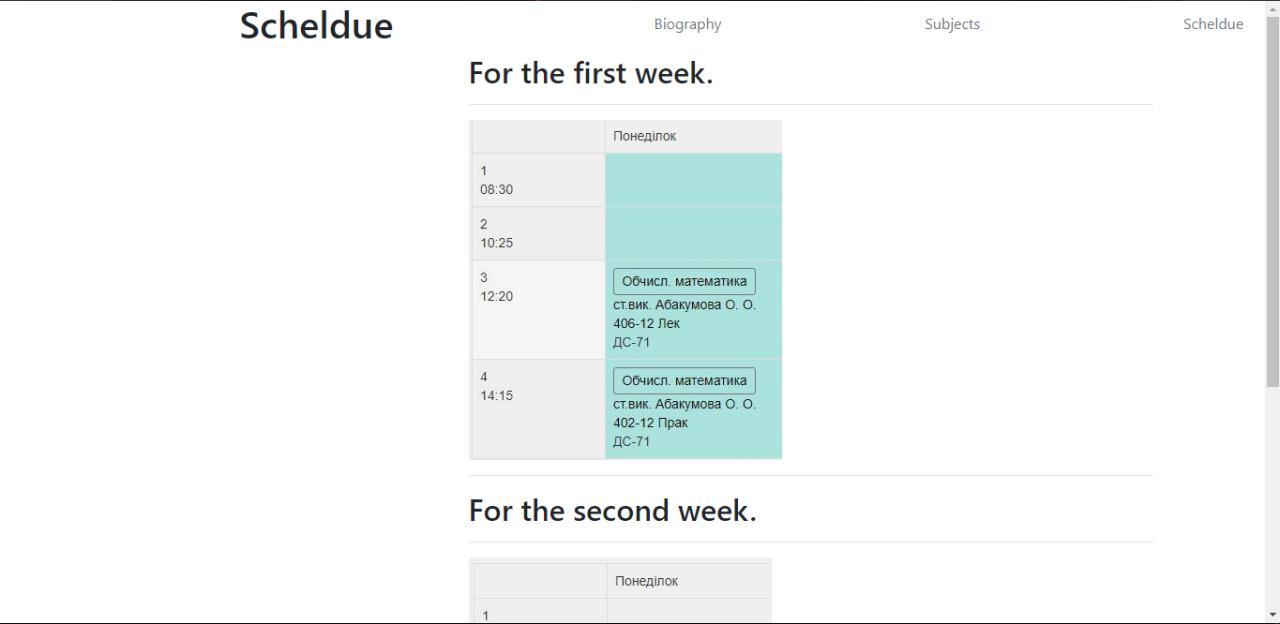 Scheldue
Biography
Subjects
Scheldue
For the first week.
Понеділок
1
08:30
2
10:25
3
12:20
Обчисл. математика
ст.вик. Абакумова О. О.
406-12 Лек
ДС-71
4
14:15
Обчисл. математика
ст.вик. Абакумова О. О.
402-12 Прак
ДС-71
For the second week.
Понеділок
1